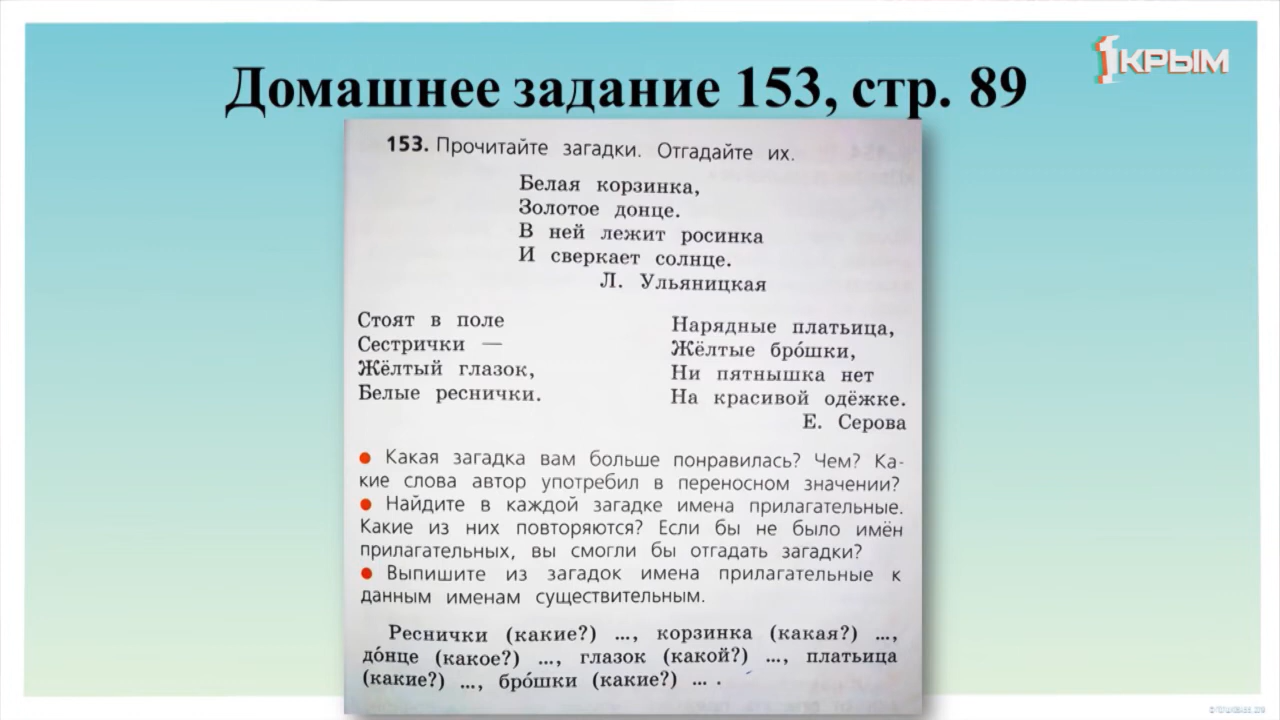 Домашнее задание 153, стр. 89
1 КРЫМ
153. Прочитайте загадки. Отгадайте их.
Белая корзинка,
Золотое донце.
В ней лежит росинка
И сверкает солнце.
Л. Ульяницкая
Стоят в поле
Сестрички —
Жёлтый глазок,
Белые реснички.
Нарядные платьица,
Жёлтые бро́шки,
Ни пятнышка нет
На красивой одёжке.
Е. Серова
● Какая загадка вам больше понравилась? Чем? Ка-
кие слова автор употребил в переносном значении?
● Найдите в каждой загадке имена прилагательные.
Какие из них повторяются? Если бы не было имён
прилагательных, вы смогли бы отгадать загадки?
● Выпишите из загадок имена прилагательные к
данным именам существительным.
Реснички (какие?) ..., корзинка (какая?) ...,
до́нце (какое?) ..., глазок (какой?) ..., платьица
(какие?) ..., бро́шки (какие?) ... .